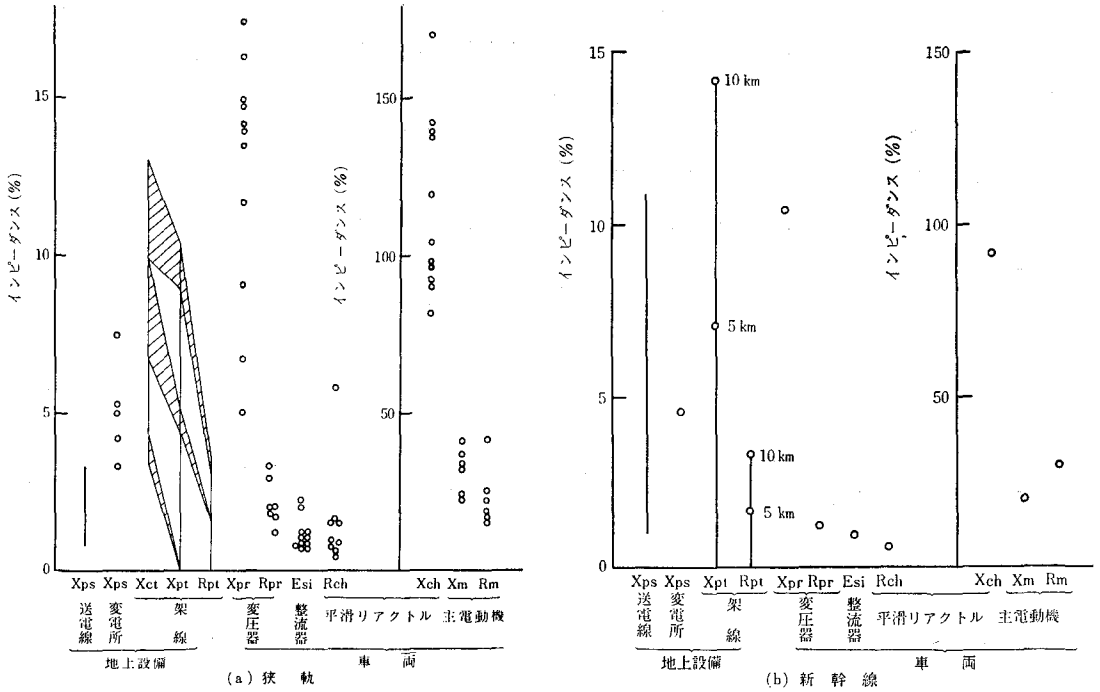 インピーダンス (%)
15
10
5
0
インピーダンス (%)
150
100
50
Xps Xps Xct Xpt Rpt Xpr Rpr Esi Rch Xch Xm Rm
送電線
変電所
架線
変圧器
整流器
平滑リアクトル
主電動機
地上設備
車両
(a) 狭軌
インピーダンス (%)
15
10
5
0
10 km
5 km
10 km
5 km
インピーダンス (%)
150
100
50
Xps Xps Xpt Rpt Xpr Rpr Esi Rch Xch Xm Rm
送電線
変電所
架線
変圧器
整流器
平滑リアクトル
主電動機
地上設備
車両
(b) 新幹線